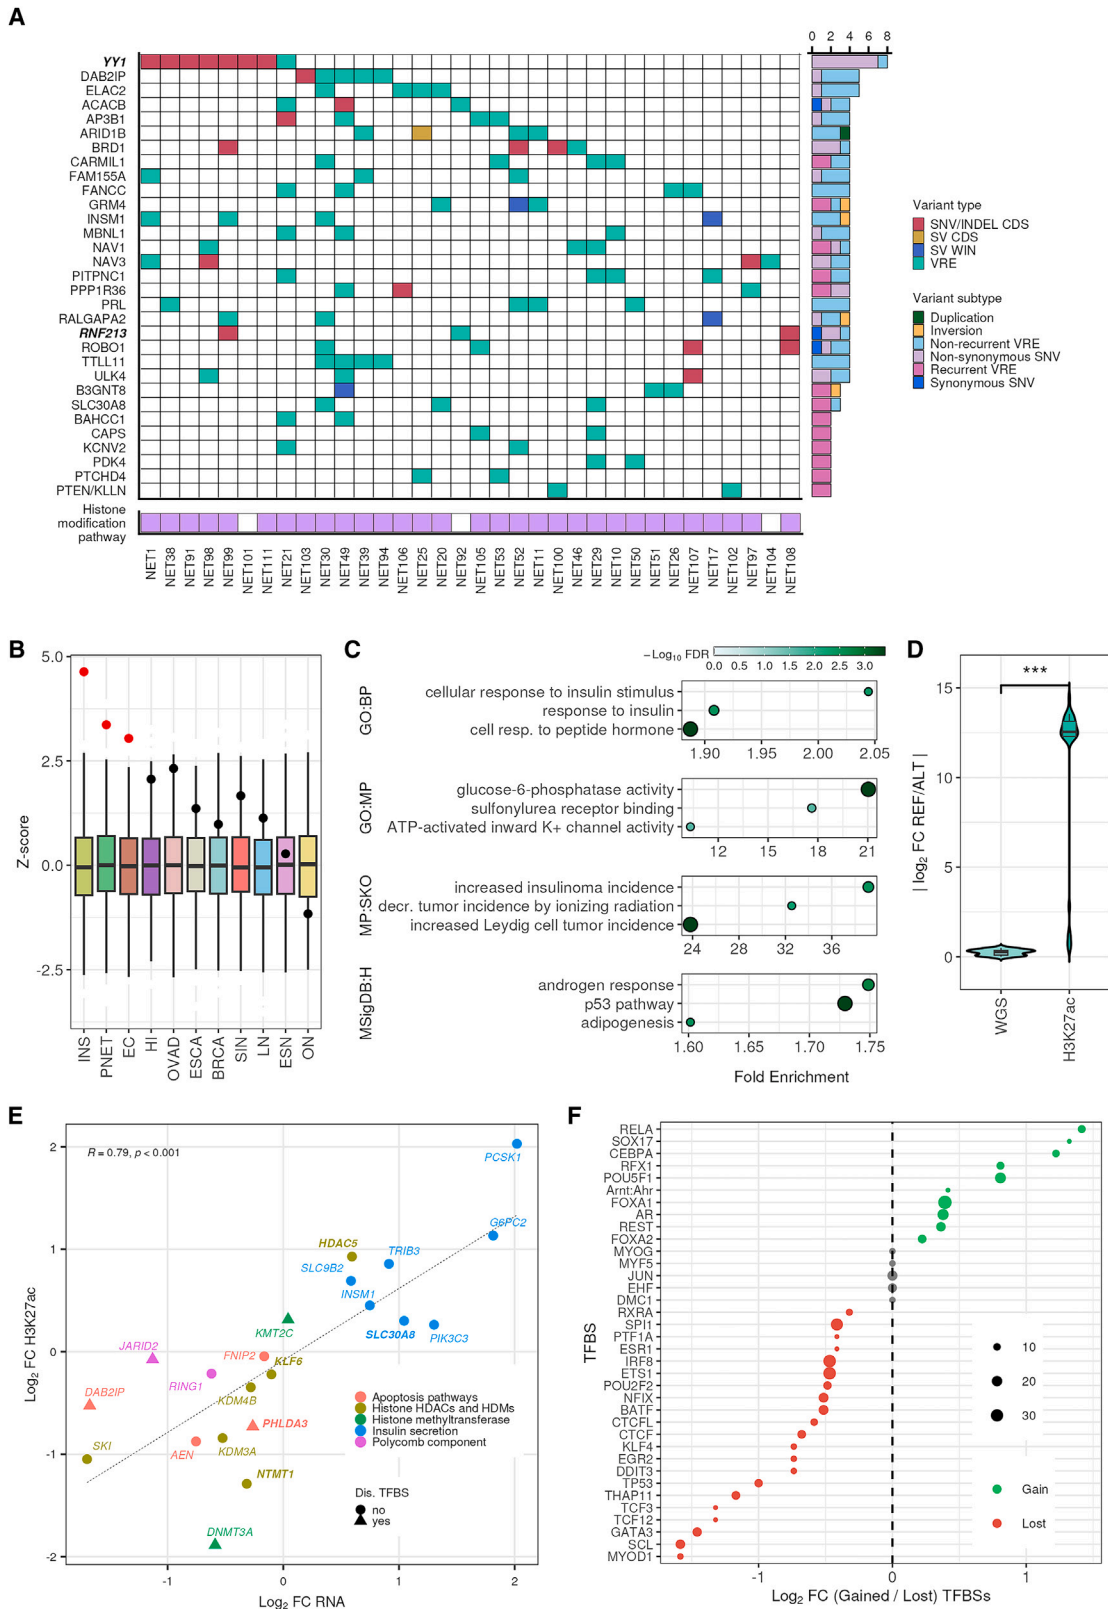 A
0 2 4 6 8
YY1
DAB2IP
ELAC2
ACACB
AP3B1
ARID1B
BRD1
CARMIL1
FAM155A
FANCC
GRM4
INSM1
MBNL1
NAV1
NAV3
PITPNC1
PPP1R36
PRL
RALGAPA2
RNF213
ROBO1
TTLL11
ULK4
B3GNT8
SLC30A8
BAHCC1
CAPS
KCNV2
PDK4
PTCHD4
PTEN/KLLN
Histone
modification
pathway
NET1
NET38
NET91
NET98
NET99
NET101
NET111
NET21
NET103
NET30
NET49
NET39
NET94
NET106
NET25
NET20
NET92
NET105
NET53
NET52
NET11
NET100
NET46
NET29
NET10
NET50
NET51
NET26
NET107
NET17
NET102
NET97
NET104
NET108
Variant type
SNV/INDEL CDS
SV CDS
SV WIN
VRE
Variant subtype
Duplication
Inversion
Non-recurrent VRE
Non-synonymous SNV
Recurrent VRE
Synonymous SNV
B
Z-score
5.0
2.5
0.0
-2.5
INS
PNET
EC
HI
OVAD
ESCA
BRCA
SIN
LN
ESN
ON
C
−Log10 FDR
0.0 0.5 1.0 1.5 2.0 2.5 3.0
GO:BP
cellular response to insulin stimulus
response to insulin
cell resp. to peptide hormone
1.90 1.95 2.00 2.05
GO:MP
glucose-6-phosphatase activity
sulfonylurea receptor binding
ATP-activated inward K+ channel activity
12 15 18 21
MP:SKO
increased insulinoma incidence
decr. tumor incidence by ionizing radiation
increased Leydig cell tumor incidence
24 28 32 36
MSigDB:H
androgen response
p53 pathway
adipogenesis
1.60 1.65 1.70 1.75
Fold Enrichment
D
| log2 FC REF/ALT |
***
15
10
5
0
WGS
H3K27ac
E
Log2 FC H3K27ac
2
1
0
-1
-2
R = 0.79, p < 0.001
PCSK1
G6PC2
HDAC5
TRIB3
SLC9B2
INSM1
SLC30A8
PIK3C3
KMT2C
JARID2
FNIP2
KLF6
RING1
KDM4B
DAB2IP
PHLDA3
SKI
AEN
KDM3A
NTMT1
DNMT3A
Apoptosis pathways
Histone HDACs and HDMs
Histone methyltransferase
Insulin secretion
Polycomb component
Dis. TFBS
no
yes
-1 0 1 2
Log2 FC RNA
F
TFBS
RELA
SOX17
CEBPA
RFX1
POU5F1
Arnt:Ahr
FOXA1
AR
REST
FOXA2
MYOG
MYF5
JUN
EHF
DMC1
RXRA
SPI1
PTF1A
ESR1
IRF8
ETS1
POU2F2
NFIX
BATF
CTCFL
CTCF
KLF4
EGR2
DDIT3
TP53
THAP11
TCF3
TCF12
GATA3
SCL
MYOD1
10
20
30
Gain
Lost
-1 0 1
Log2 FC (Gained / Lost) TFBSs